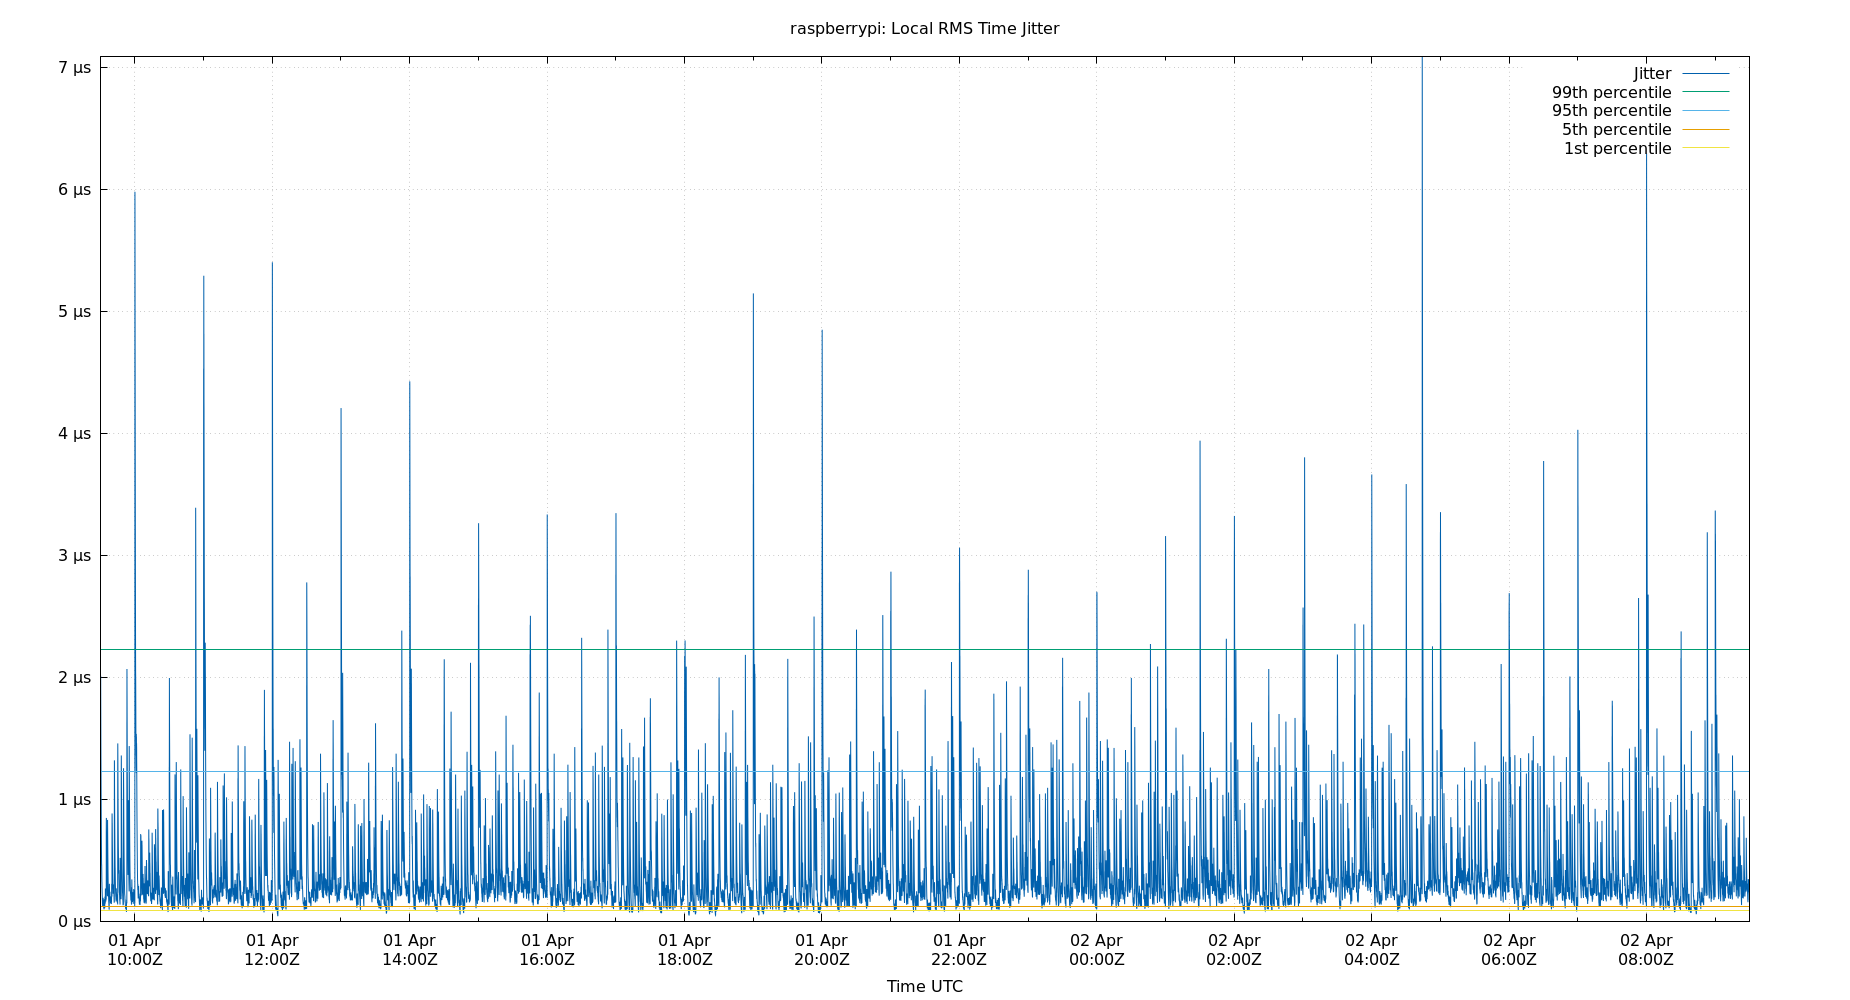 raspberrypi: Local RMS Time Jitter
7 µs
6 µs
5 µs
4 µs
3 µs
2 µs
1 µs
0 µs
Jitter
99th percentile
95th percentile
5th percentile
1st percentile
01 Apr 01 Apr 01 Apr 01 Apr 01 Apr 01 Apr 01 Apr 02 Apr 02 Apr 02 Apr 02 Apr 02 Apr
10:00Z 12:00Z 14:00Z 16:00Z 18:00Z 20:00Z 22:00Z 00:00Z 02:00Z 04:00Z 06:00Z 08:00Z
Time UTC